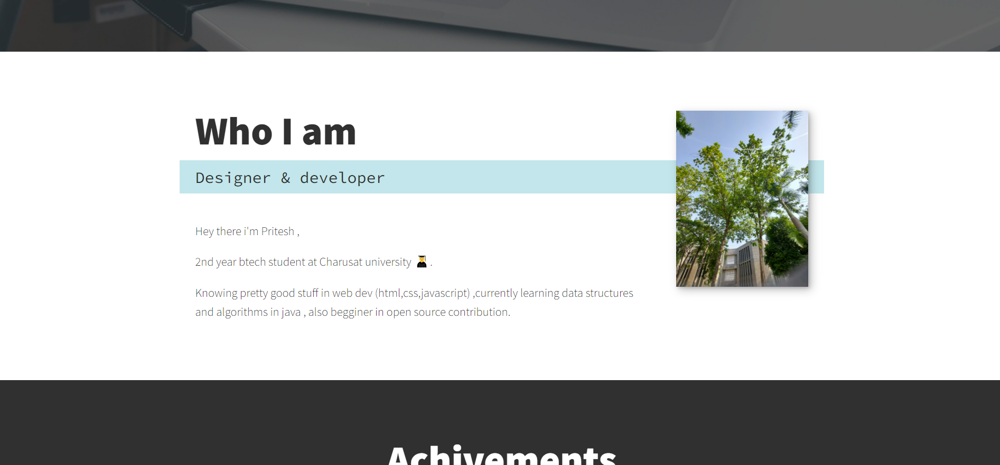 Who I am
Designer & developer
Hey there i'm Pritesh ,
2nd year btech student at Charusat university 👨‍🎓 .
Knowing pretty good stuff in web dev (html,css,javascript) ,currently learning data structures
and algorithms in java , also begginer in open source contribution.
Achivements